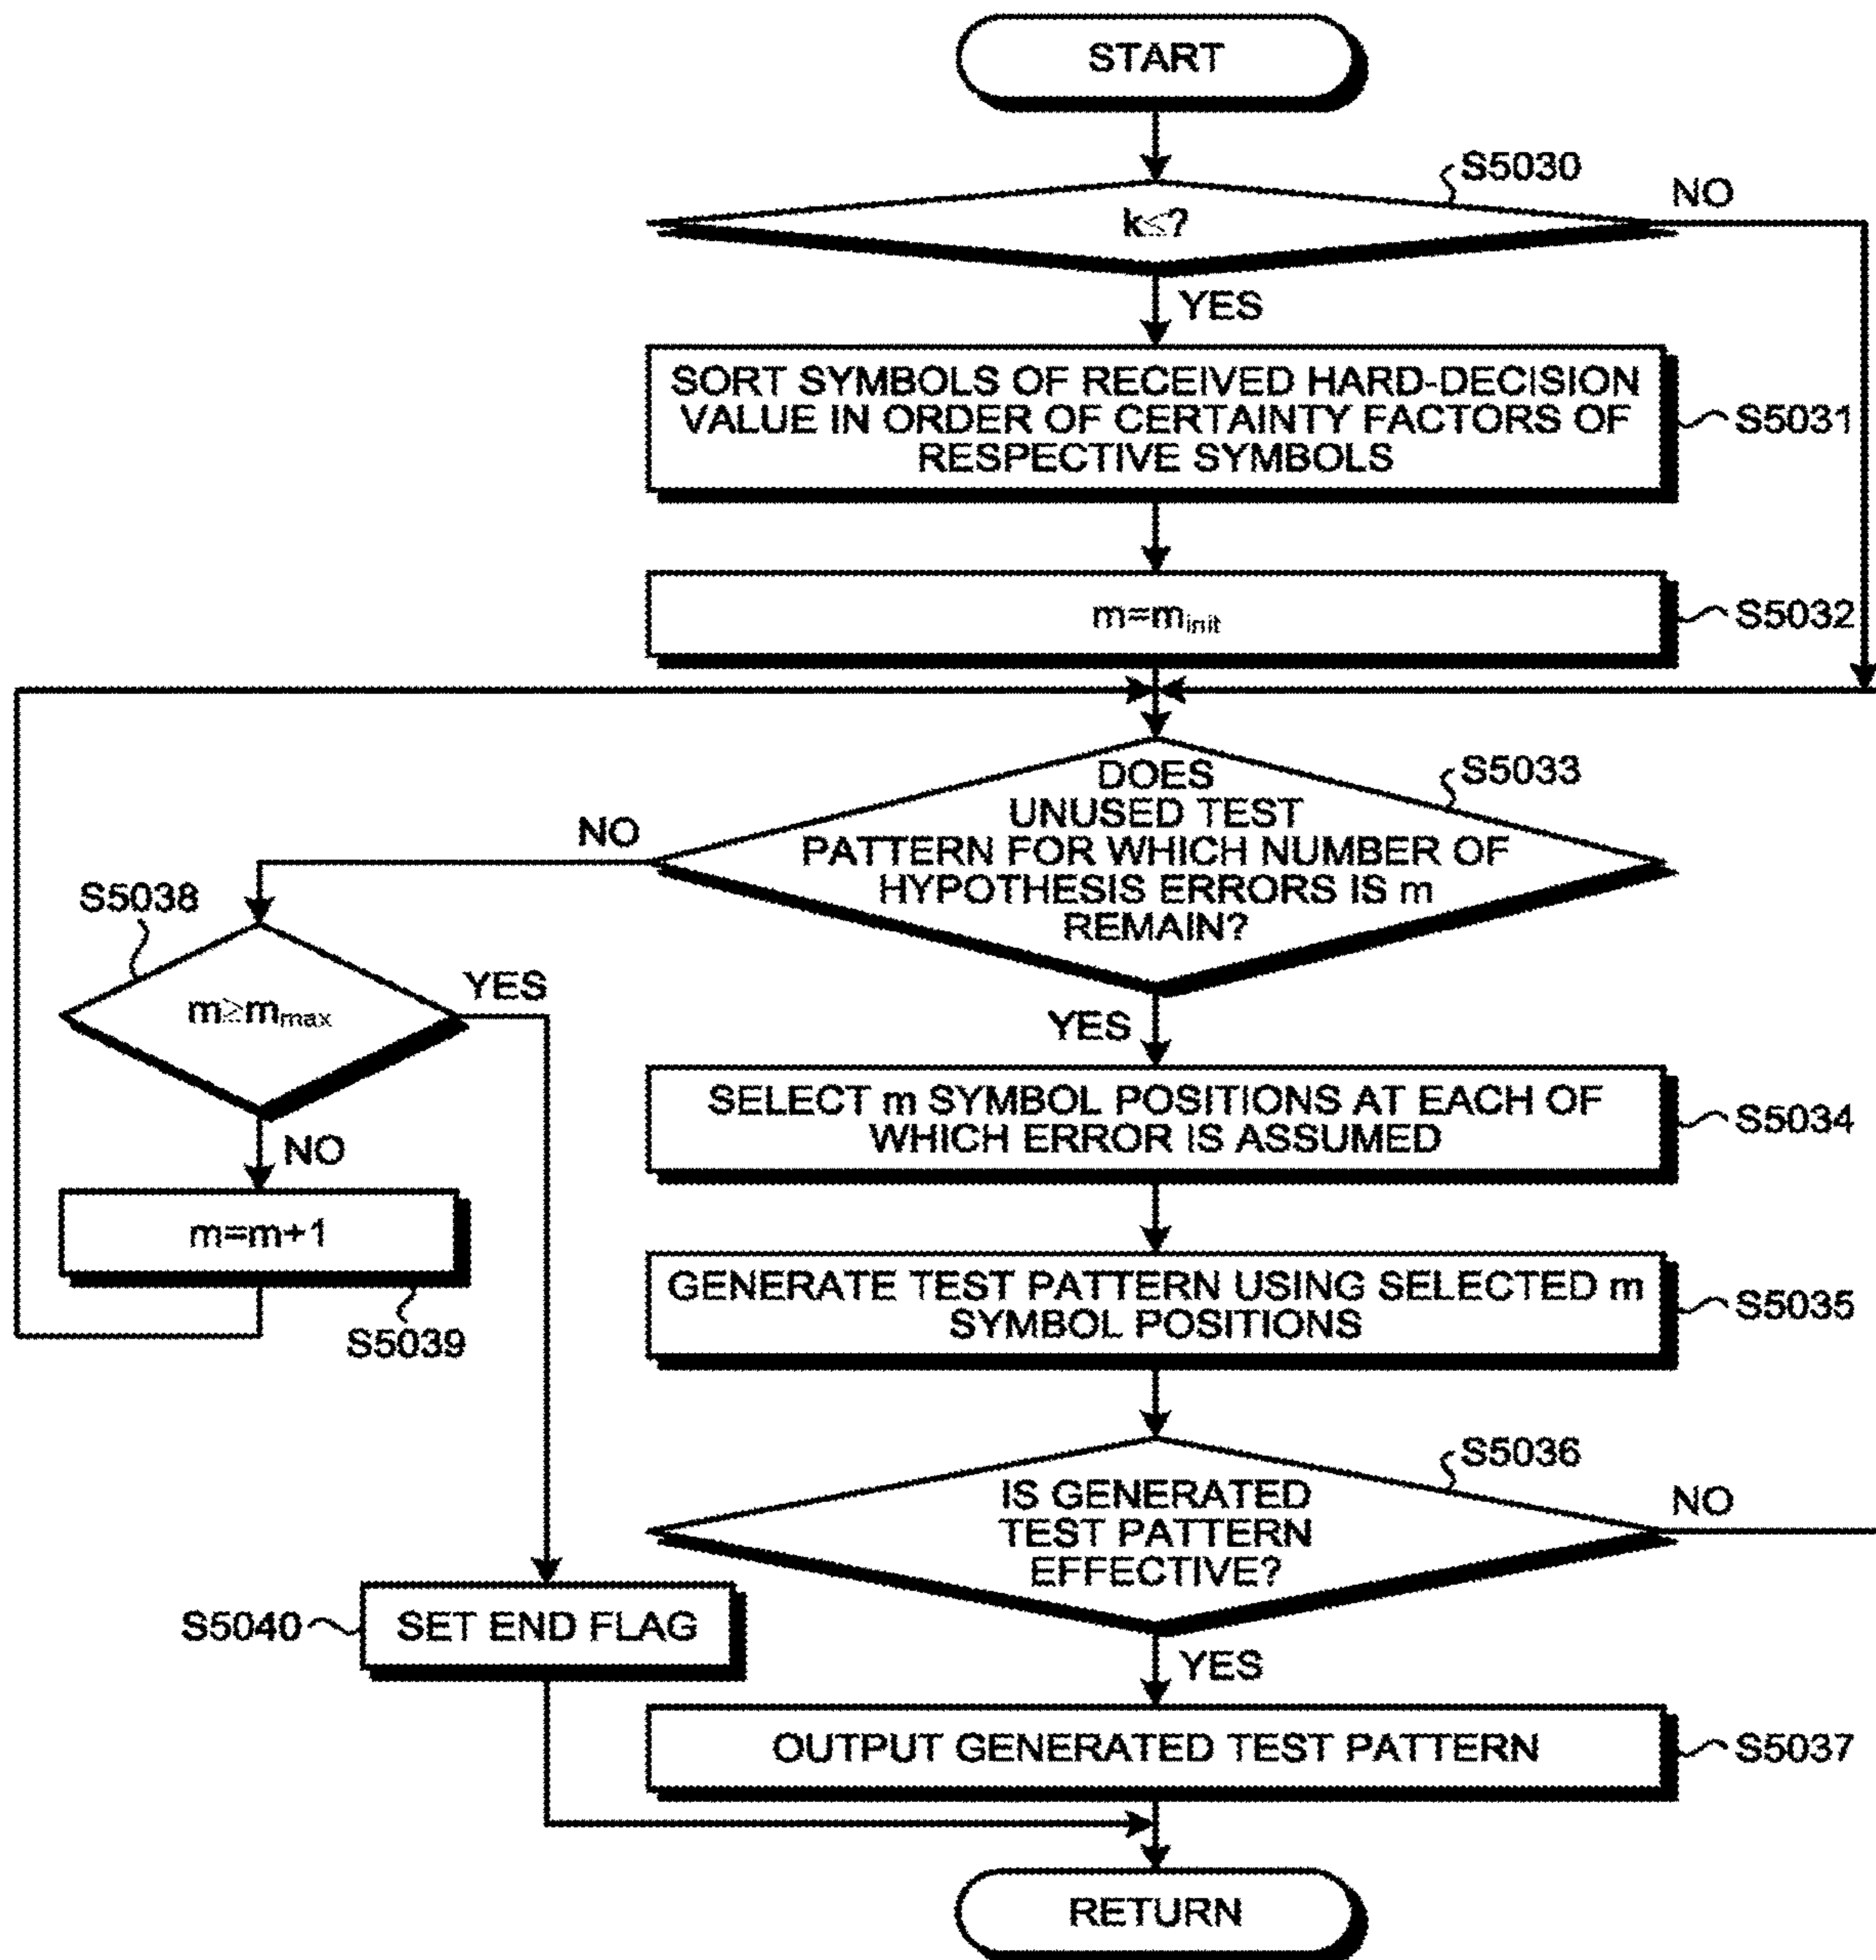 START
S5030
NO
k≤?
YES
SORT SYMBOLS OF RECEIVED HARD-DECISION
VALUE IN ORDER OF CERTAINTY FACTORS OF
RESPECTIVE SYMBOLS
S5031
m=minit
S5032
DOES
UNUSED TEST
PATTERN FOR WHICH NUMBER OF
HYPOTHESIS ERRORS IS m
REMAIN?
S5033
NO
YES
S5038
m≥mmax
YES
NO
m=m+1
S5039
SELECT m SYMBOL POSITIONS AT EACH OF
WHICH ERROR IS ASSUMED
S5034
GENERATE TEST PATTERN USING SELECTED m
SYMBOL POSITIONS
S5035
S5036
IS GENERATED
TEST PATTERN
EFFECTIVE?
NO
YES
S5040
SET END FLAG
OUTPUT GENERATED TEST PATTERN
S5037
RETURN